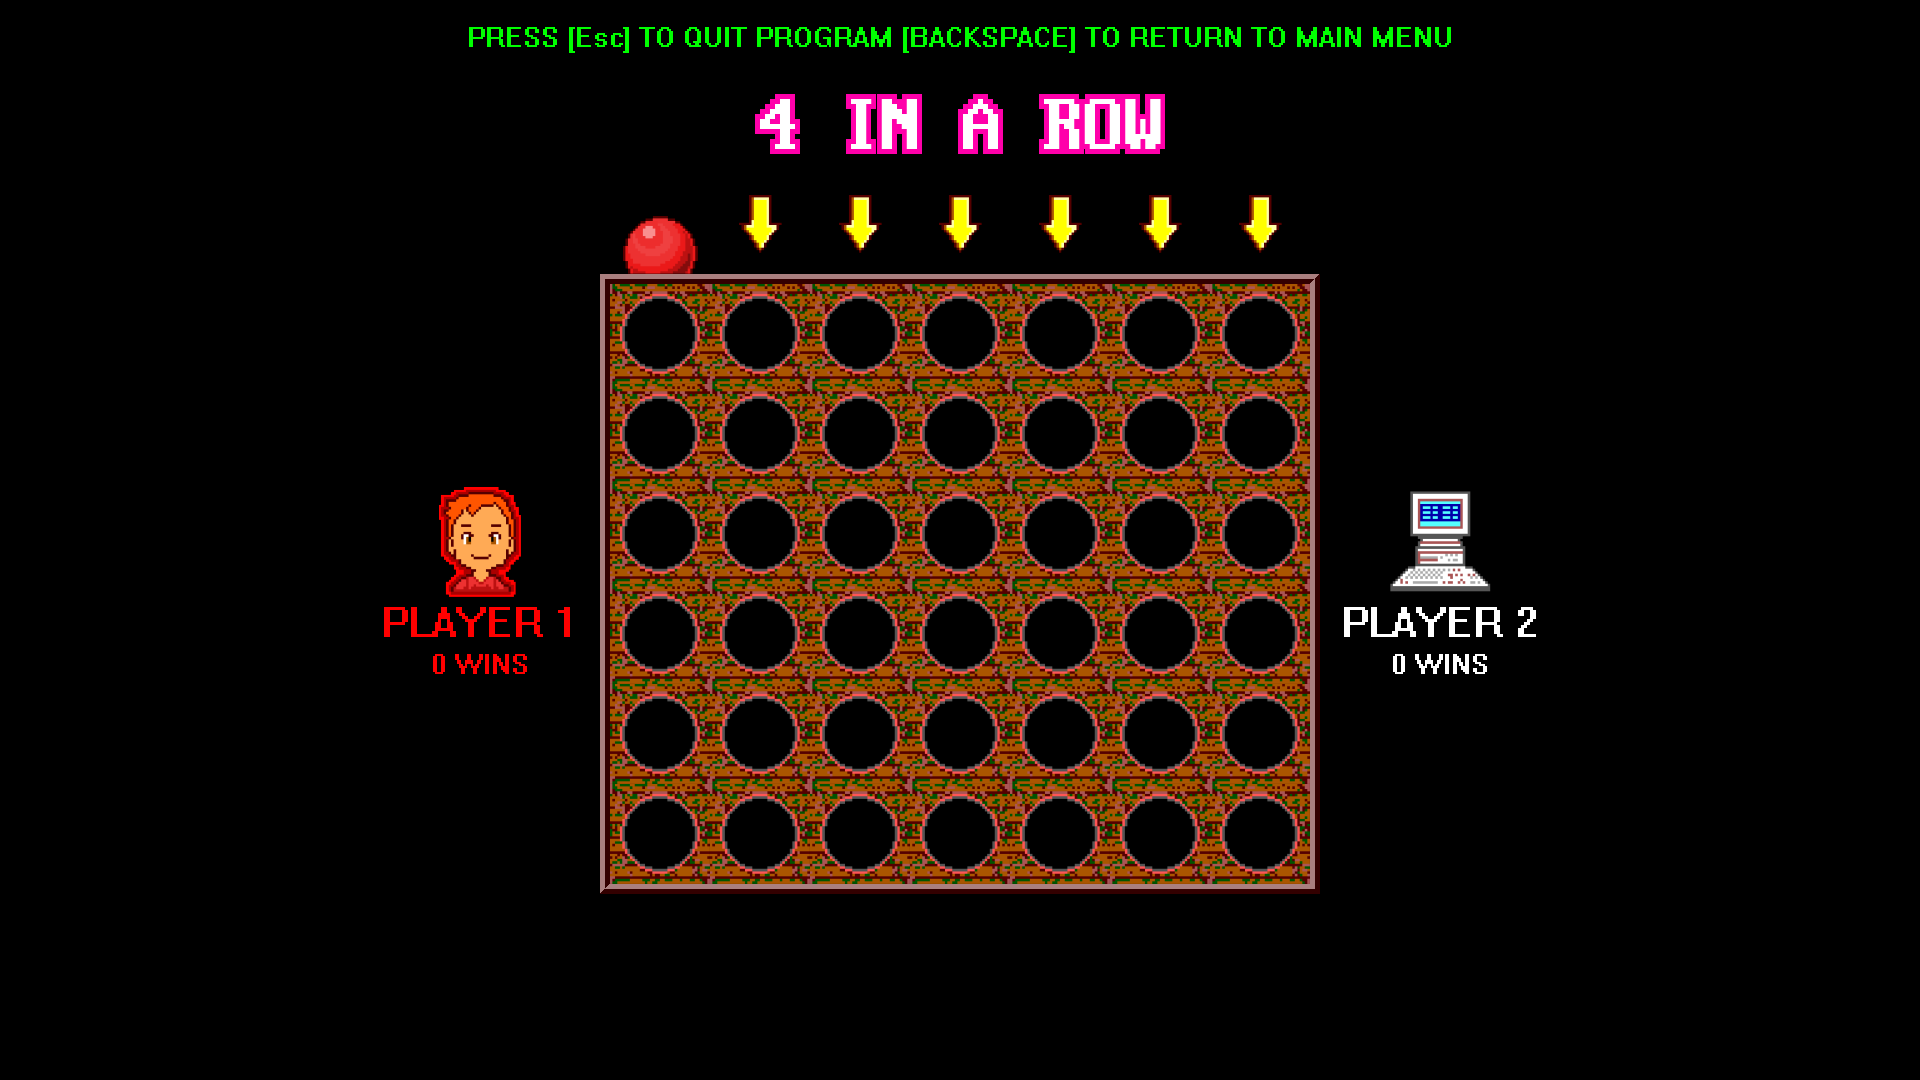 PRESS [Esc] TO QUIT PROGRAM [BACKSPACE] TO RETURN TO MAIN MENU
4 IN A ROW
PLAYER 1
0 WINS
PLAYER 2
0 WINS